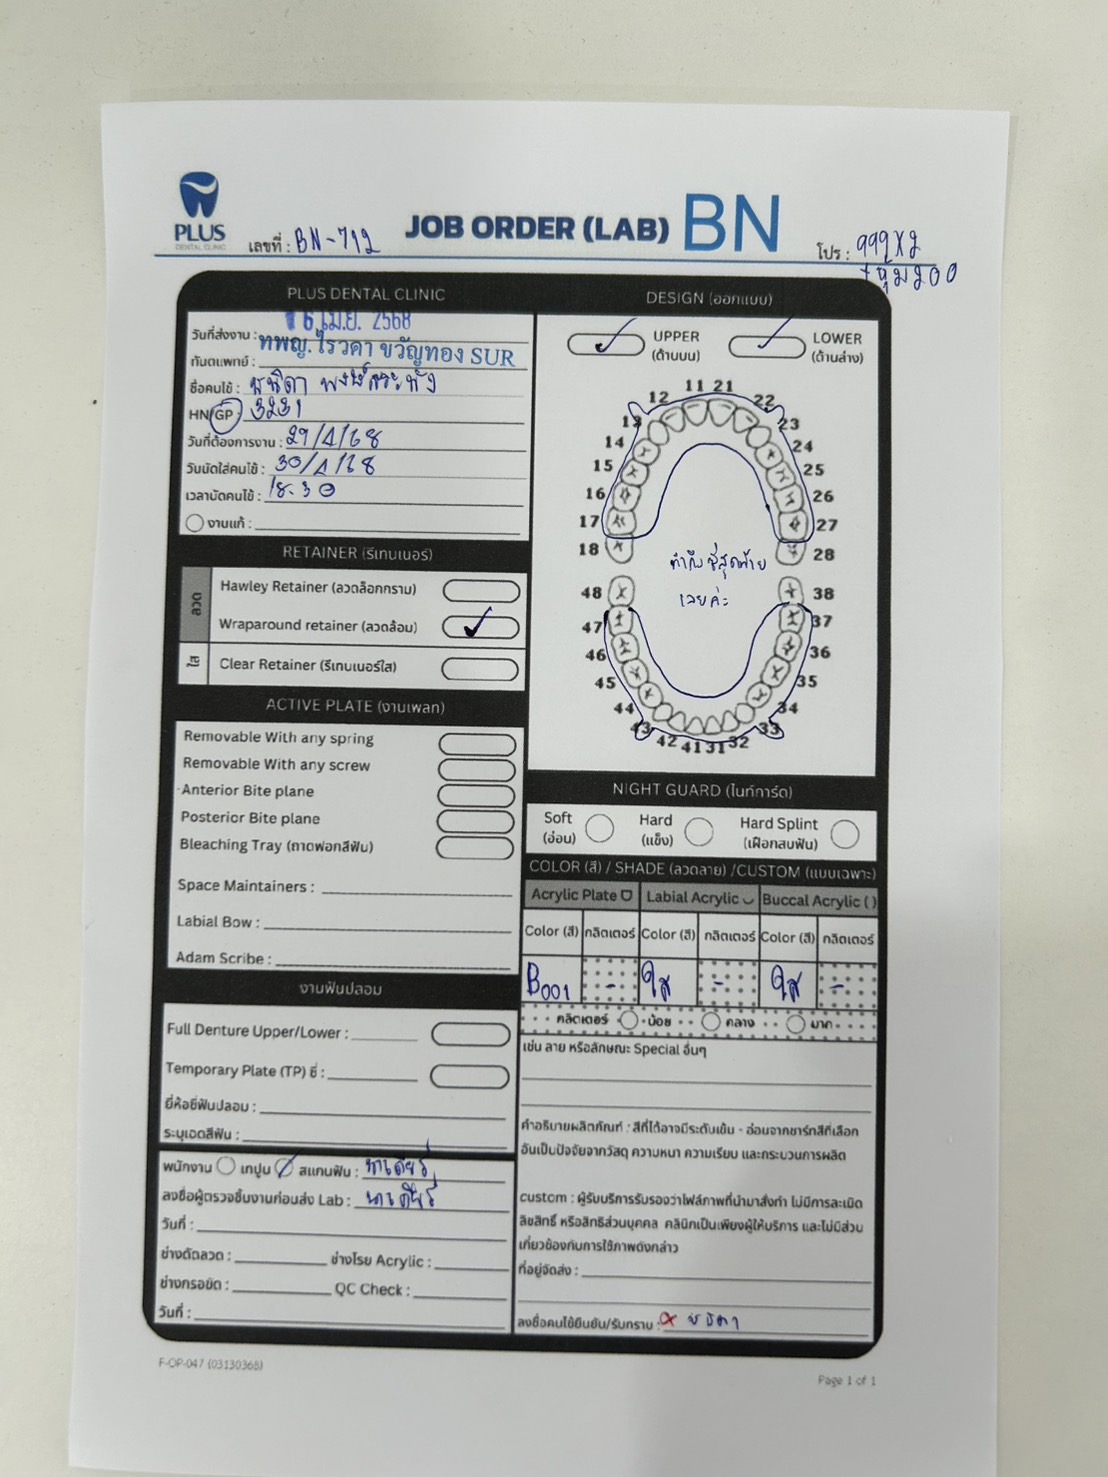 PLUS
DENTAL CLINIC
เลขที่ : BN-712
JOB ORDER (LAB) BN
โปร : 999x2
+หุ้ม200
PLUS DENTAL CLINIC
วันที่ส่งงาน : 16 เม.ย. 2568
ทันตแพทย์ : ทพญ.ไรวดา ขวัญทอง SUR
ชื่อคนไข้ :
HN/GP : 3231
วันที่ต้องการงาน : 29/4/68
วันนัดใส่คนไข้ : 30/4/68
เวลานัดคนไข้ : 18.30
งานแก้ :
RETAINER (รีเทนเนอร์)
ลวด
Hawley Retainer (ลวดล็อกกราม)
Wraparound retainer (ลวดล้อม)
ใส
Clear Retainer (รีเทนเนอร์ใส)
ACTIVE PLATE (งานเพลท)
Removable With any spring
Removable With any screw
Anterior Bite plane
Posterior Bite plane
Bleaching Tray (ถาดฟอกสีฟัน)
Space Maintainers :
Labial Bow :
Adam Scribe :
งานฟันปลอม
Full Denture Upper/Lower :
Temporary Plate (TP) ซี่ :
ยี่ห้อซี่ฟันปลอม :
ระบุเฉดสีฟัน :
พนักงาน เทปูน สแกนฟัน :
ลงชื่อผู้ตรวจชิ้นงานก่อนส่ง Lab :
วันที่ :
ช่างดัดลวด : ช่างโรย Acrylic :
ช่างกรอขัด : QC Check :
วันที่ :
DESIGN (ออกแบบ)
UPPER
(ด้านบน)
LOWER
(ด้านล่าง)
11 21
12 22
13 23
14 24
15 25
16 26
17 27
18 28
ทำถึงซี่สุดท้าย
เลยค่ะ
48 38
47 37
46 36
45 35
44 34
43 33
42 41 31 32
NIGHT GUARD (ไนท์การ์ด)
Soft
(อ่อน)
Hard
(แข็ง)
Hard Splint
(เฝือกสบฟัน)
COLOR (สี) / SHADE (ลวดลาย) /CUSTOM (แบบเฉพาะ)
Acrylic Plate Labial Acrylic Buccal Acrylic ( )
Color (สี) กลิตเตอร์ Color (สี) กลิตเตอร์ Color (สี) กลิตเตอร์
B001 - ใส - ใส -
กลิตเตอร์ น้อย กลาง มาก
เช่น ลาย หรือลักษณะ Special อื่นๆ
คำอธิบายผลิตภัณฑ์ : สีที่ได้อาจมีระดับเข้ม - อ่อนจากชาร์ทสีที่เลือก
อันเป็นปัจจัยจากวัสดุ ความหนา ความเรียบ และกระบวนการผลิต
custom : ผู้รับบริการรับรองว่าไฟล์ภาพที่นำมาสั่งทำ ไม่มีการละเมิด
ลิขสิทธิ์ หรือสิทธิส่วนบุคคล คลินิกเป็นเพียงผู้ให้บริการ และไม่มีส่วน
เกี่ยวข้องกับการใช้ภาพดังกล่าว
ที่อยู่จัดส่ง :
ลงชื่อคนไข้ยืนยัน/รับทราบ : x
F-OP-047 (03130368)
Page 1 of 1